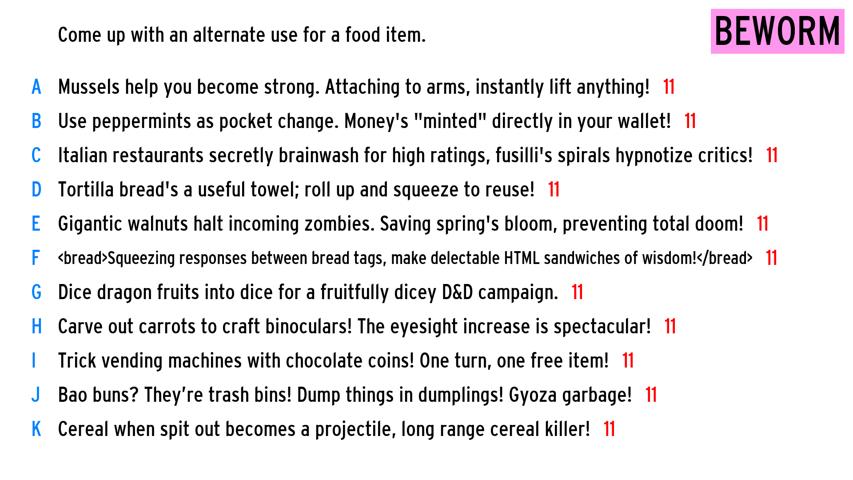 Come up with an alternate use for a food item.
BEWORM
A Mussels help you become strong. Attaching to arms, instantly lift anything! 11
B Use peppermints as pocket change. Money's "minted" directly in your wallet! 11
C Italian restaurants secretly brainwash for high ratings, fusilli's spirals hypnotize critics! 11
D Tortilla bread's a useful towel; roll up and squeeze to reuse! 11
E Gigantic walnuts halt incoming zombies. Saving spring's bloom, preventing total doom! 11
F <bread>Squeezing responses between bread tags, make delectable HTML sandwiches of wisdom!</bread> 11
G Dice dragon fruits into dice for a fruitfully dicey D&D campaign. 11
H Carve out carrots to craft binoculars! The eyesight increase is spectacular! 11
I Trick vending machines with chocolate coins! One turn, one free item! 11
J Bao buns? They’re trash bins! Dump things in dumplings! Gyoza garbage! 11
K Cereal when spit out becomes a projectile, long range cereal killer! 11